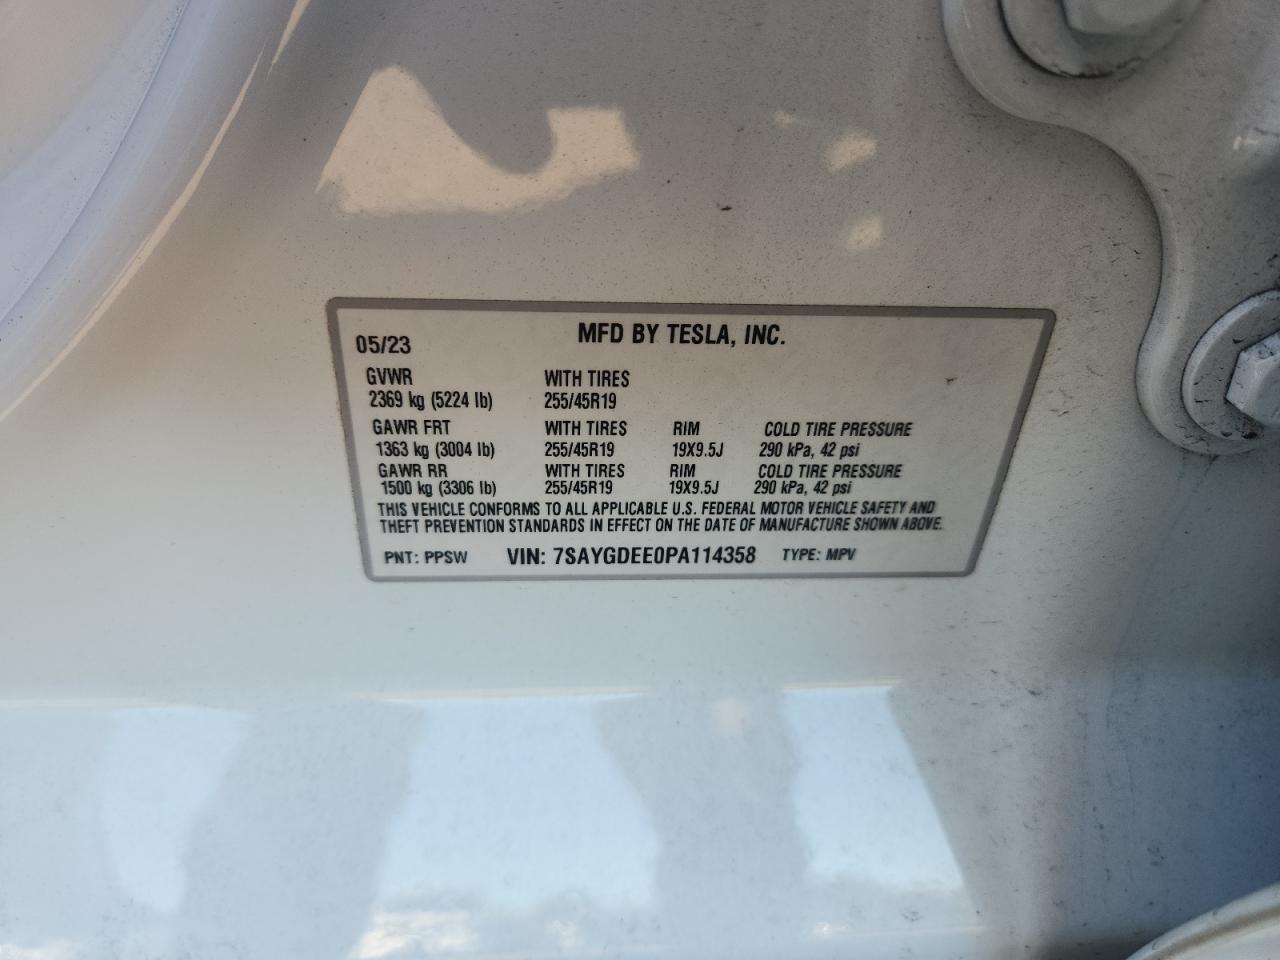 MFD BY TESLA, INC.
05/23
GVWR WITH TIRES
2369 kg (5224 lb) 255/45R19
GAWR FRT WITH TIRES RIM COLD TIRE PRESSURE
1363 kg (3004 lb) 255/45R19 19X9.5J 290 kPa, 42 psi
GAWR RR WITH TIRES RIM COLD TIRE PRESSURE
1500 kg (3306 lb) 255/45R19 19X9.5J 290 kPa, 42 psi
THIS VEHICLE CONFORMS TO ALL APPLICABLE U.S. FEDERAL MOTOR VEHICLE SAFETY AND
THEFT PREVENTION STANDARDS IN EFFECT ON THE DATE OF MANUFACTURE SHOWN ABOVE.
PNT: PPSW VIN: 7SAYGDEE0PA114358 TYPE: MPV